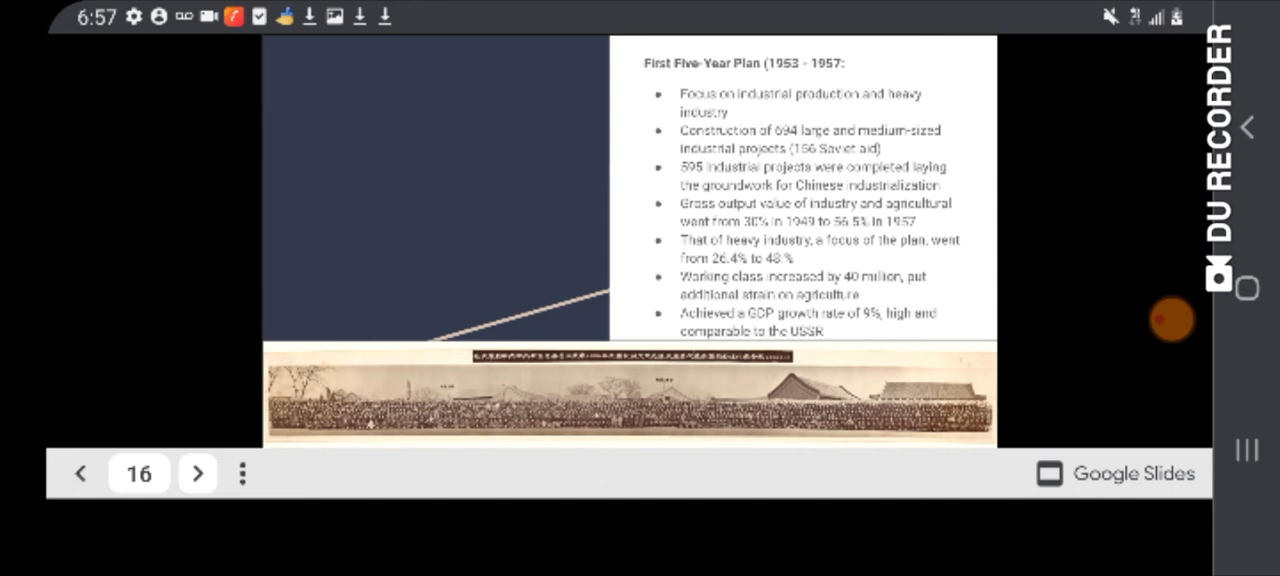 6:57
First Five-Year Plan (1953 - 1957:
● Focus on industrial production and heavy
industry
● Construction of 694 large and medium-sized
industrial projects (156 Soviet aid)
● 595 industrial projects were completed laying
the groundwork for Chinese industrialization
● Gross output value of industry and agricultural
went from 30% in 1949 to 56.5% in 1957
● That of heavy industry, a focus of the plan, went
from 26.4% to 48.%
● Working class increased by 40 million, put
additional strain on agriculture
● Achieved a GDP growth rate of 9%, high and
comparable to the USSR
16
Google Slides
DU RECORDER